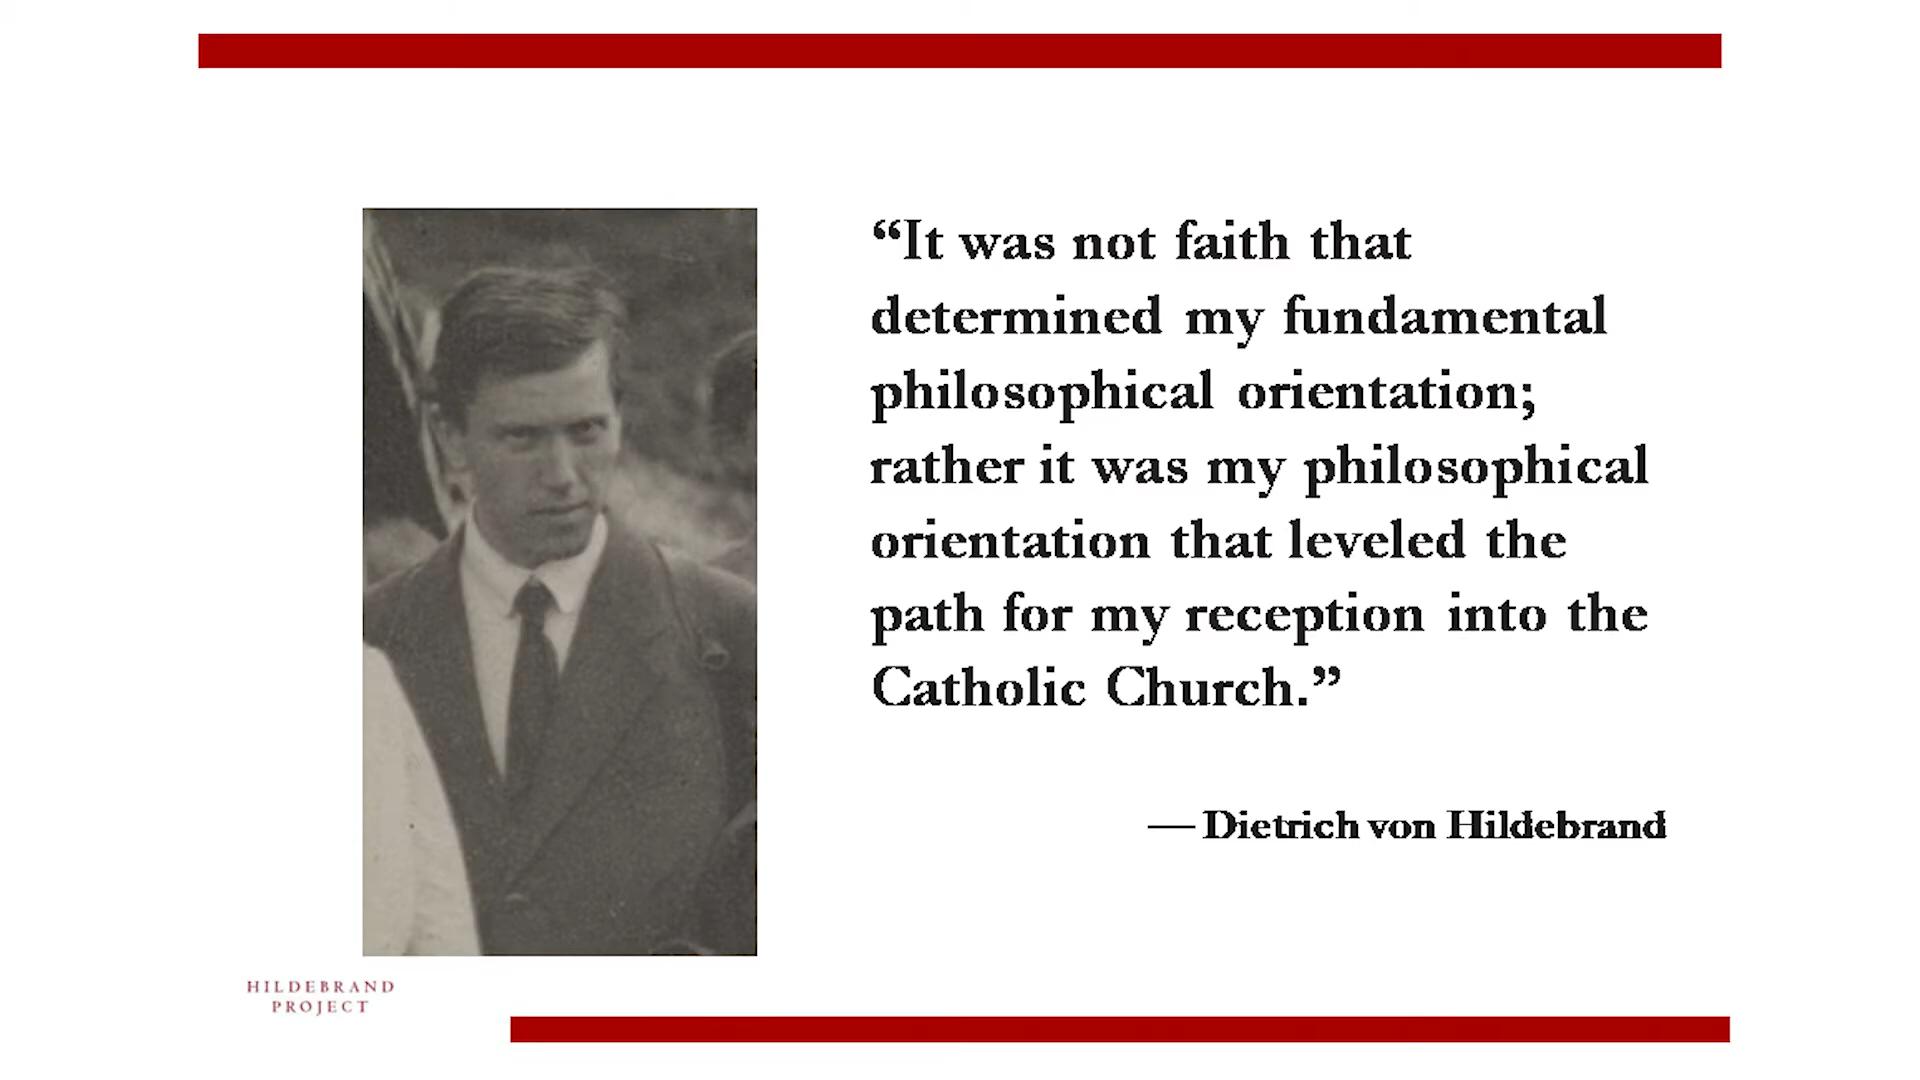 “It was not faith that
determined my fundamental
philosophical orientation;
rather it was my philosophical
orientation that leveled the
path for my reception into the
Catholic Church.”
— Dietrich von Hildebrand
HILDEBRAND
PROJECT